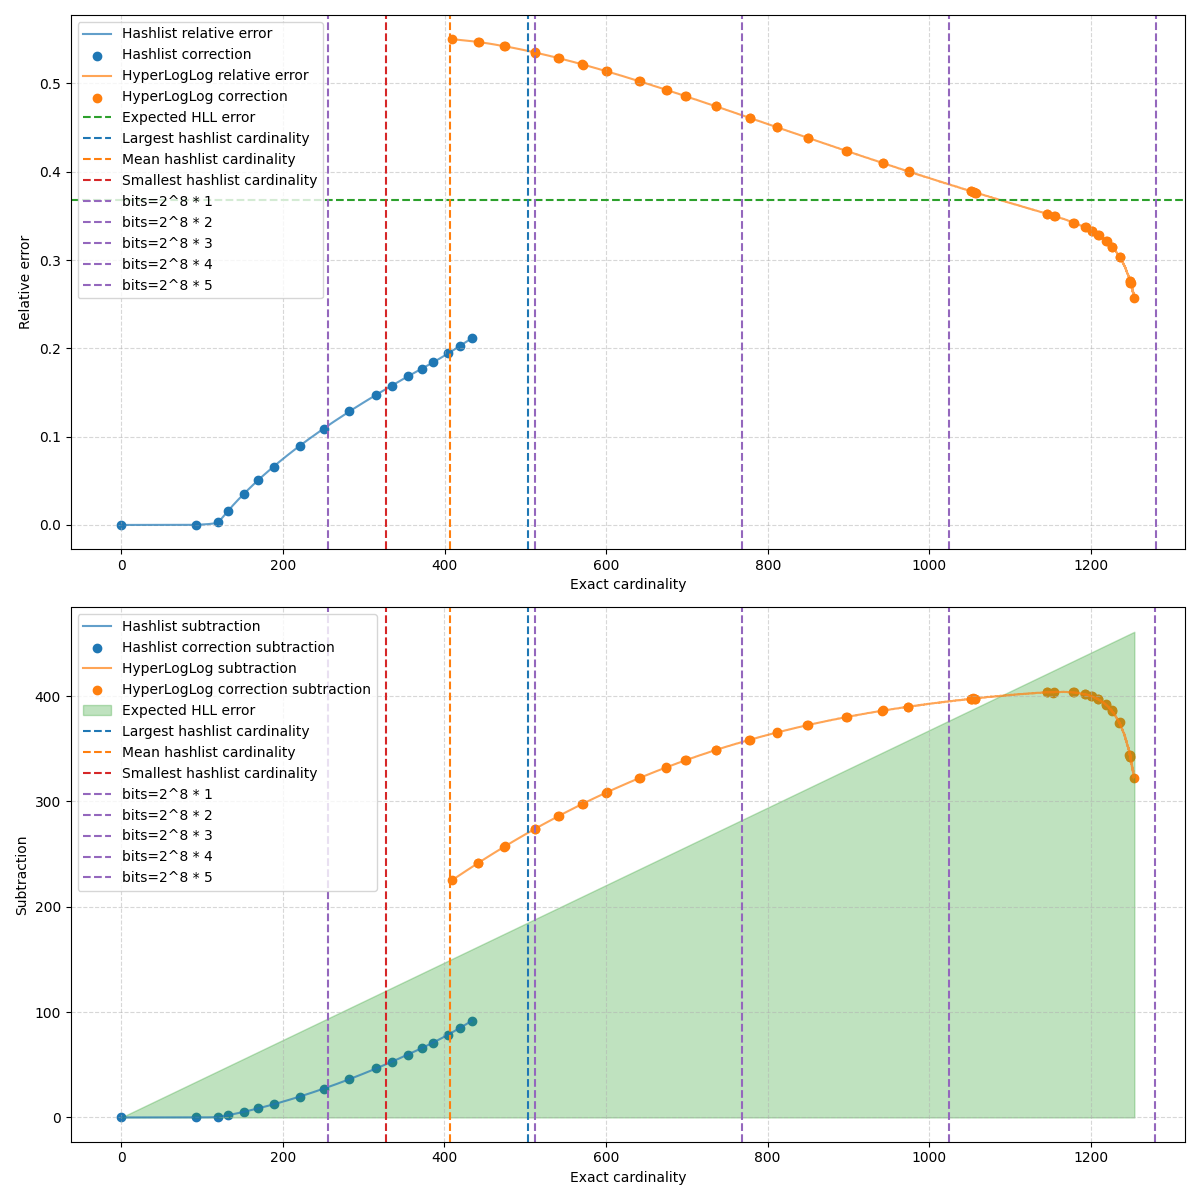 Hashlist relative error
Hashlist correction
HyperLogLog relative error
HyperLogLog correction
Expected HLL error
Largest hashlist cardinality
Mean hashlist cardinality
Smallest hashlist cardinality
bits=2^8 * 1
bits=2^8 * 2
bits=2^8 * 3
bits=2^8 * 4
bits=2^8 * 5
0.5
0.4
0.3
0.2
0.1
0.0
Relative error
0 200 400 600 800 1000 1200
Exact cardinality
Hashlist subtraction
Hashlist correction subtraction
HyperLogLog subtraction
HyperLogLog correction subtraction
Expected HLL error
Largest hashlist cardinality
Mean hashlist cardinality
Smallest hashlist cardinality
bits=2^8 * 1
bits=2^8 * 2
bits=2^8 * 3
bits=2^8 * 4
bits=2^8 * 5
400
300
200
100
0
Subtraction
0 200 400 600 800 1000 1200
Exact cardinality